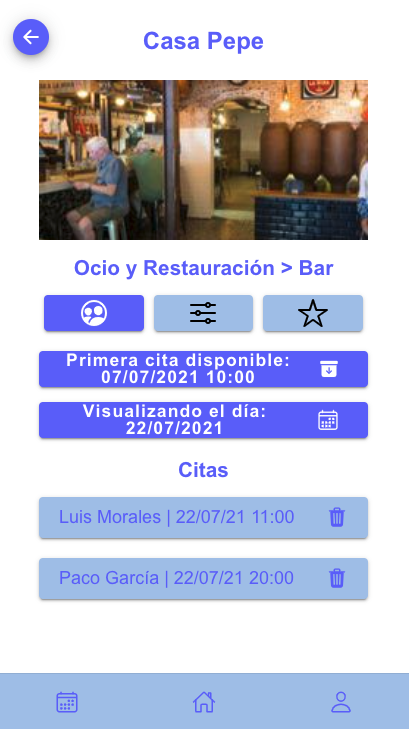 Casa Pepe
Ocio y Restauración > Bar
Primera cita disponible:
07/07/2021 10:00
Visualizando el día:
22/07/2021
Citas
Luis Morales | 22/07/21 11:00
Paco García | 22/07/21 20:00